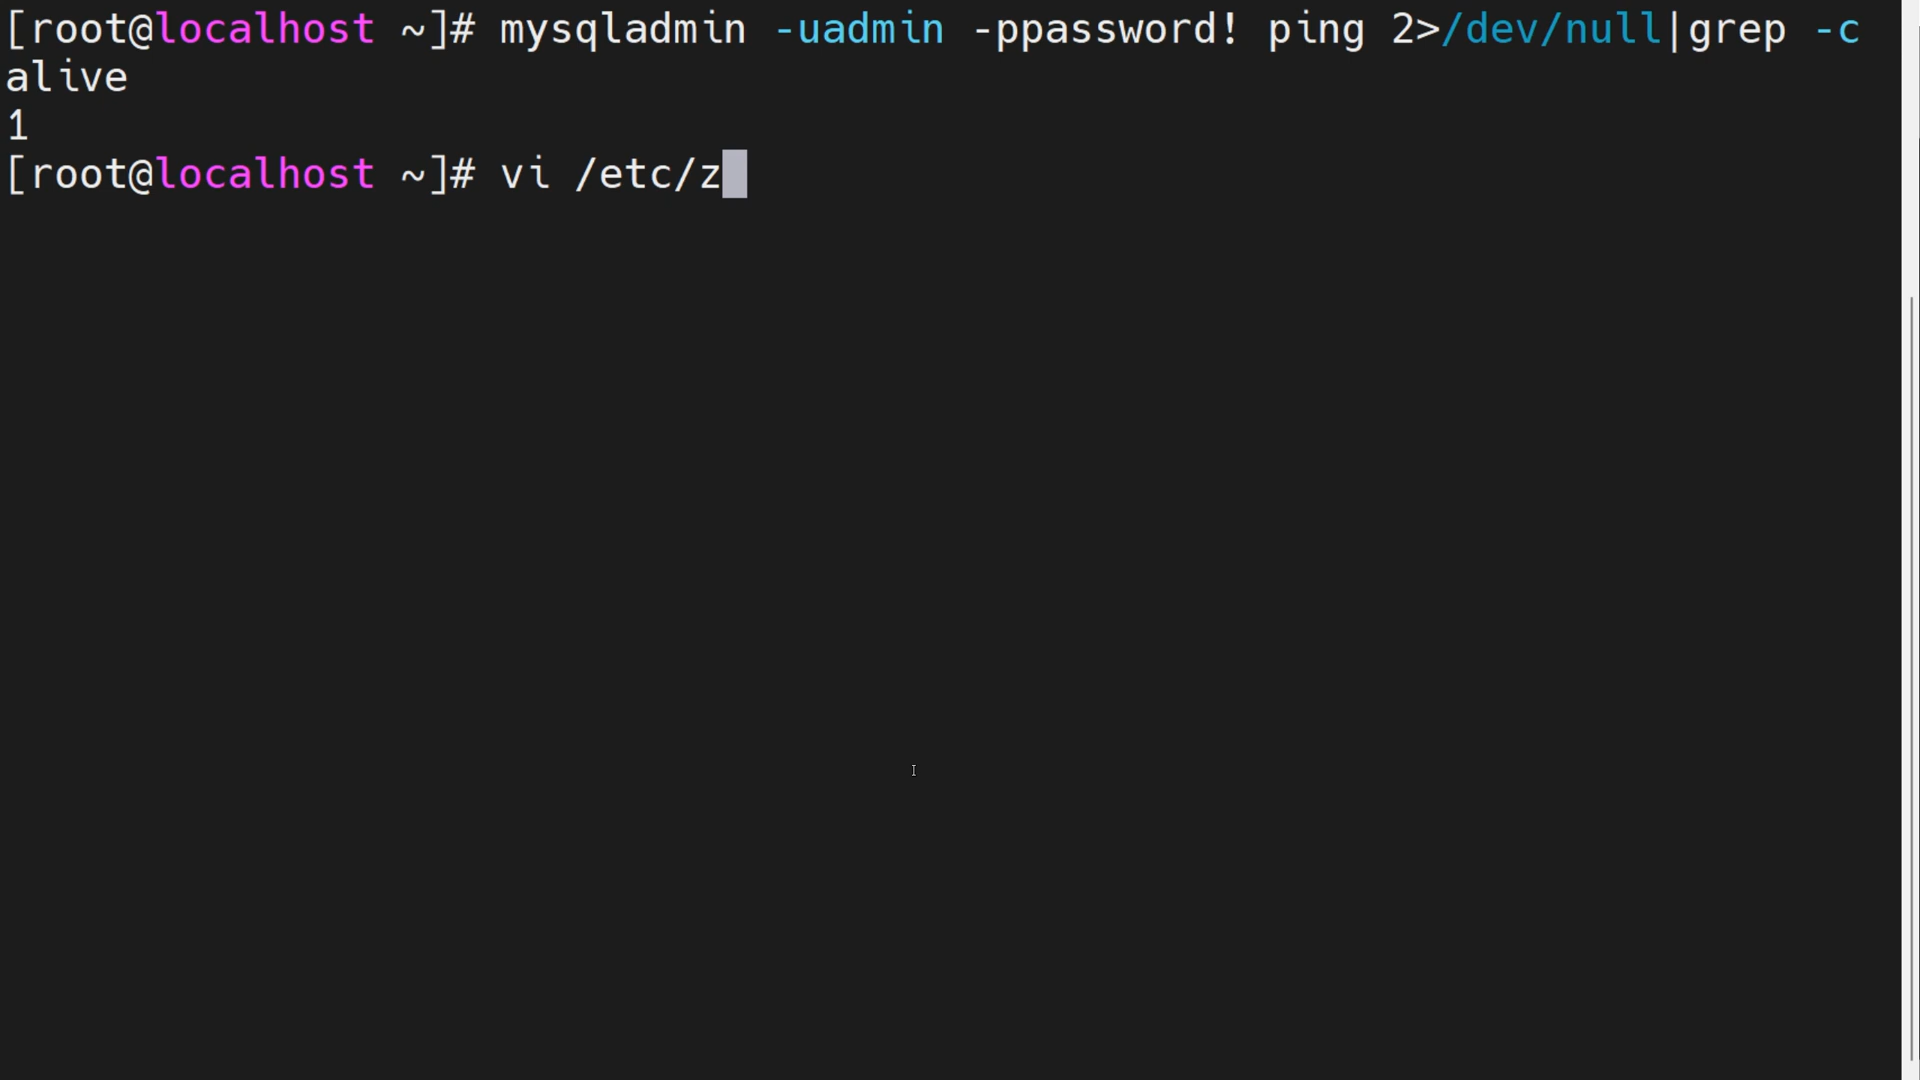 [root@localhost ~]# mysqladmin -uadmin -ppassword! ping 2>/dev/null|grep -c
alive
1
[root@localhost ~]# vi /etc/z